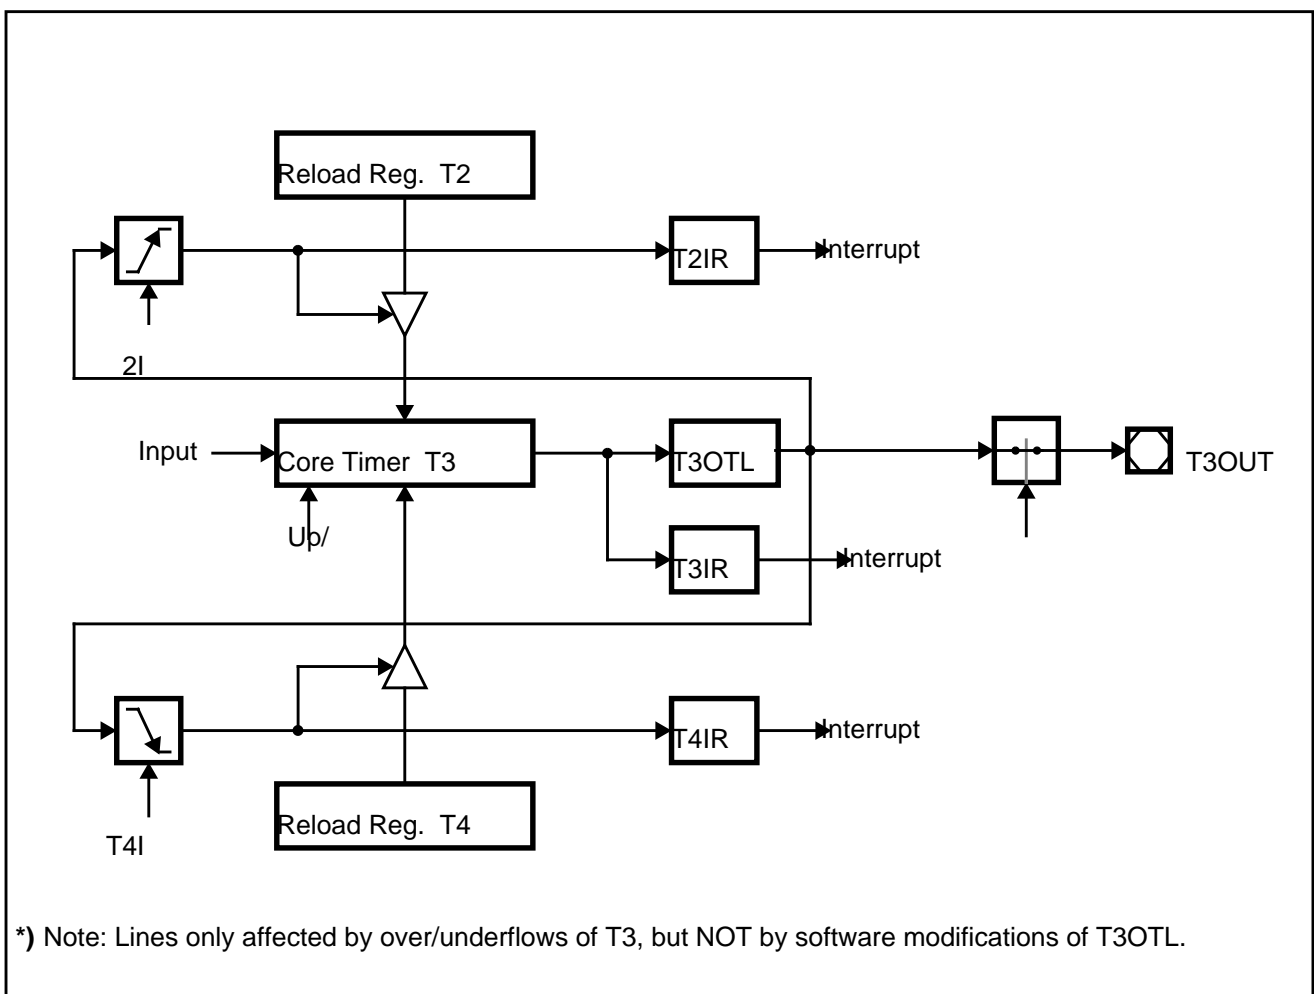 Reload Reg. T2
T2IR
Interrupt
2I
Input
Core Timer T3
T3OTL
T3OUT
Up/
T3IR
Interrupt
T4IR
Interrupt
Reload Reg. T4
T4I
*) Note: Lines only affected by over/underflows of T3, but NOT by software modifications of T3OTL.